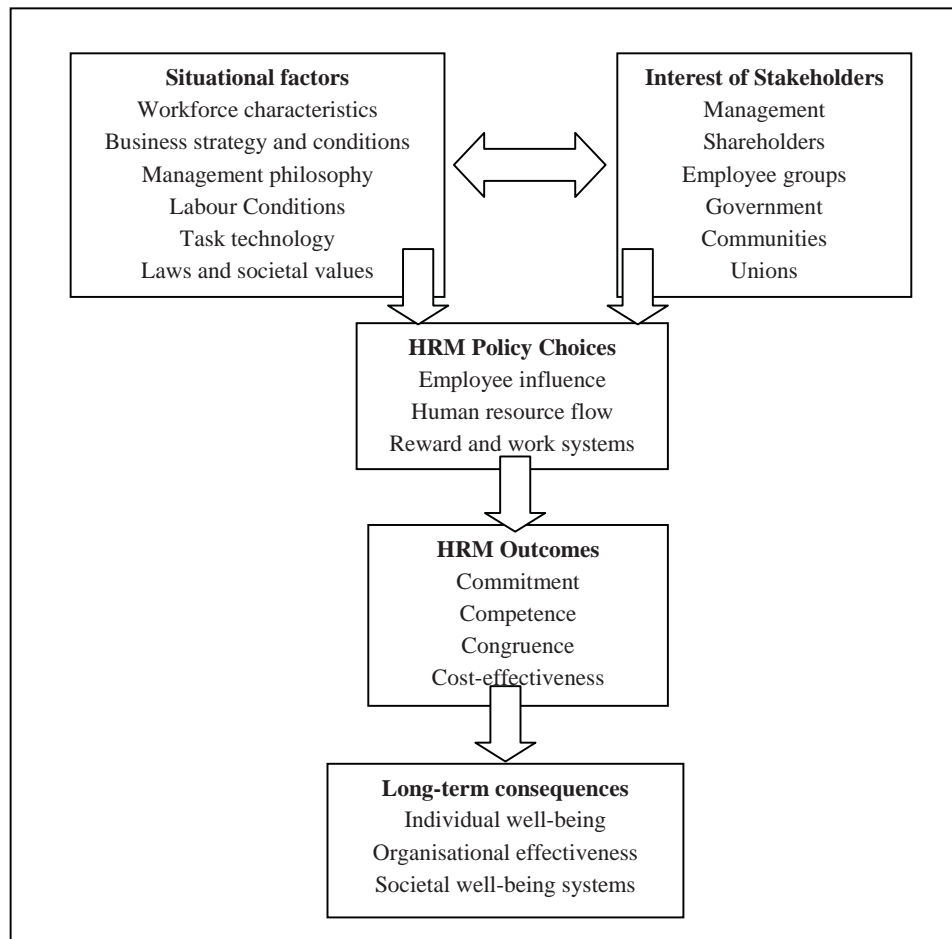 Situational factors
Workforce characteristics
Business strategy and conditions
Management philosophy
Labour Conditions
Task technology
Laws and societal values
Interest of Stakeholders
Management
Shareholders
Employee groups
Government
Communities
Unions
HRM Policy Choices
Employee influence
Human resource flow
Reward and work systems
HRM Outcomes
Commitment
Competence
Congruence
Cost-effectiveness
Long-term consequences
Individual well-being
Organisational effectiveness
Societal well-being systems